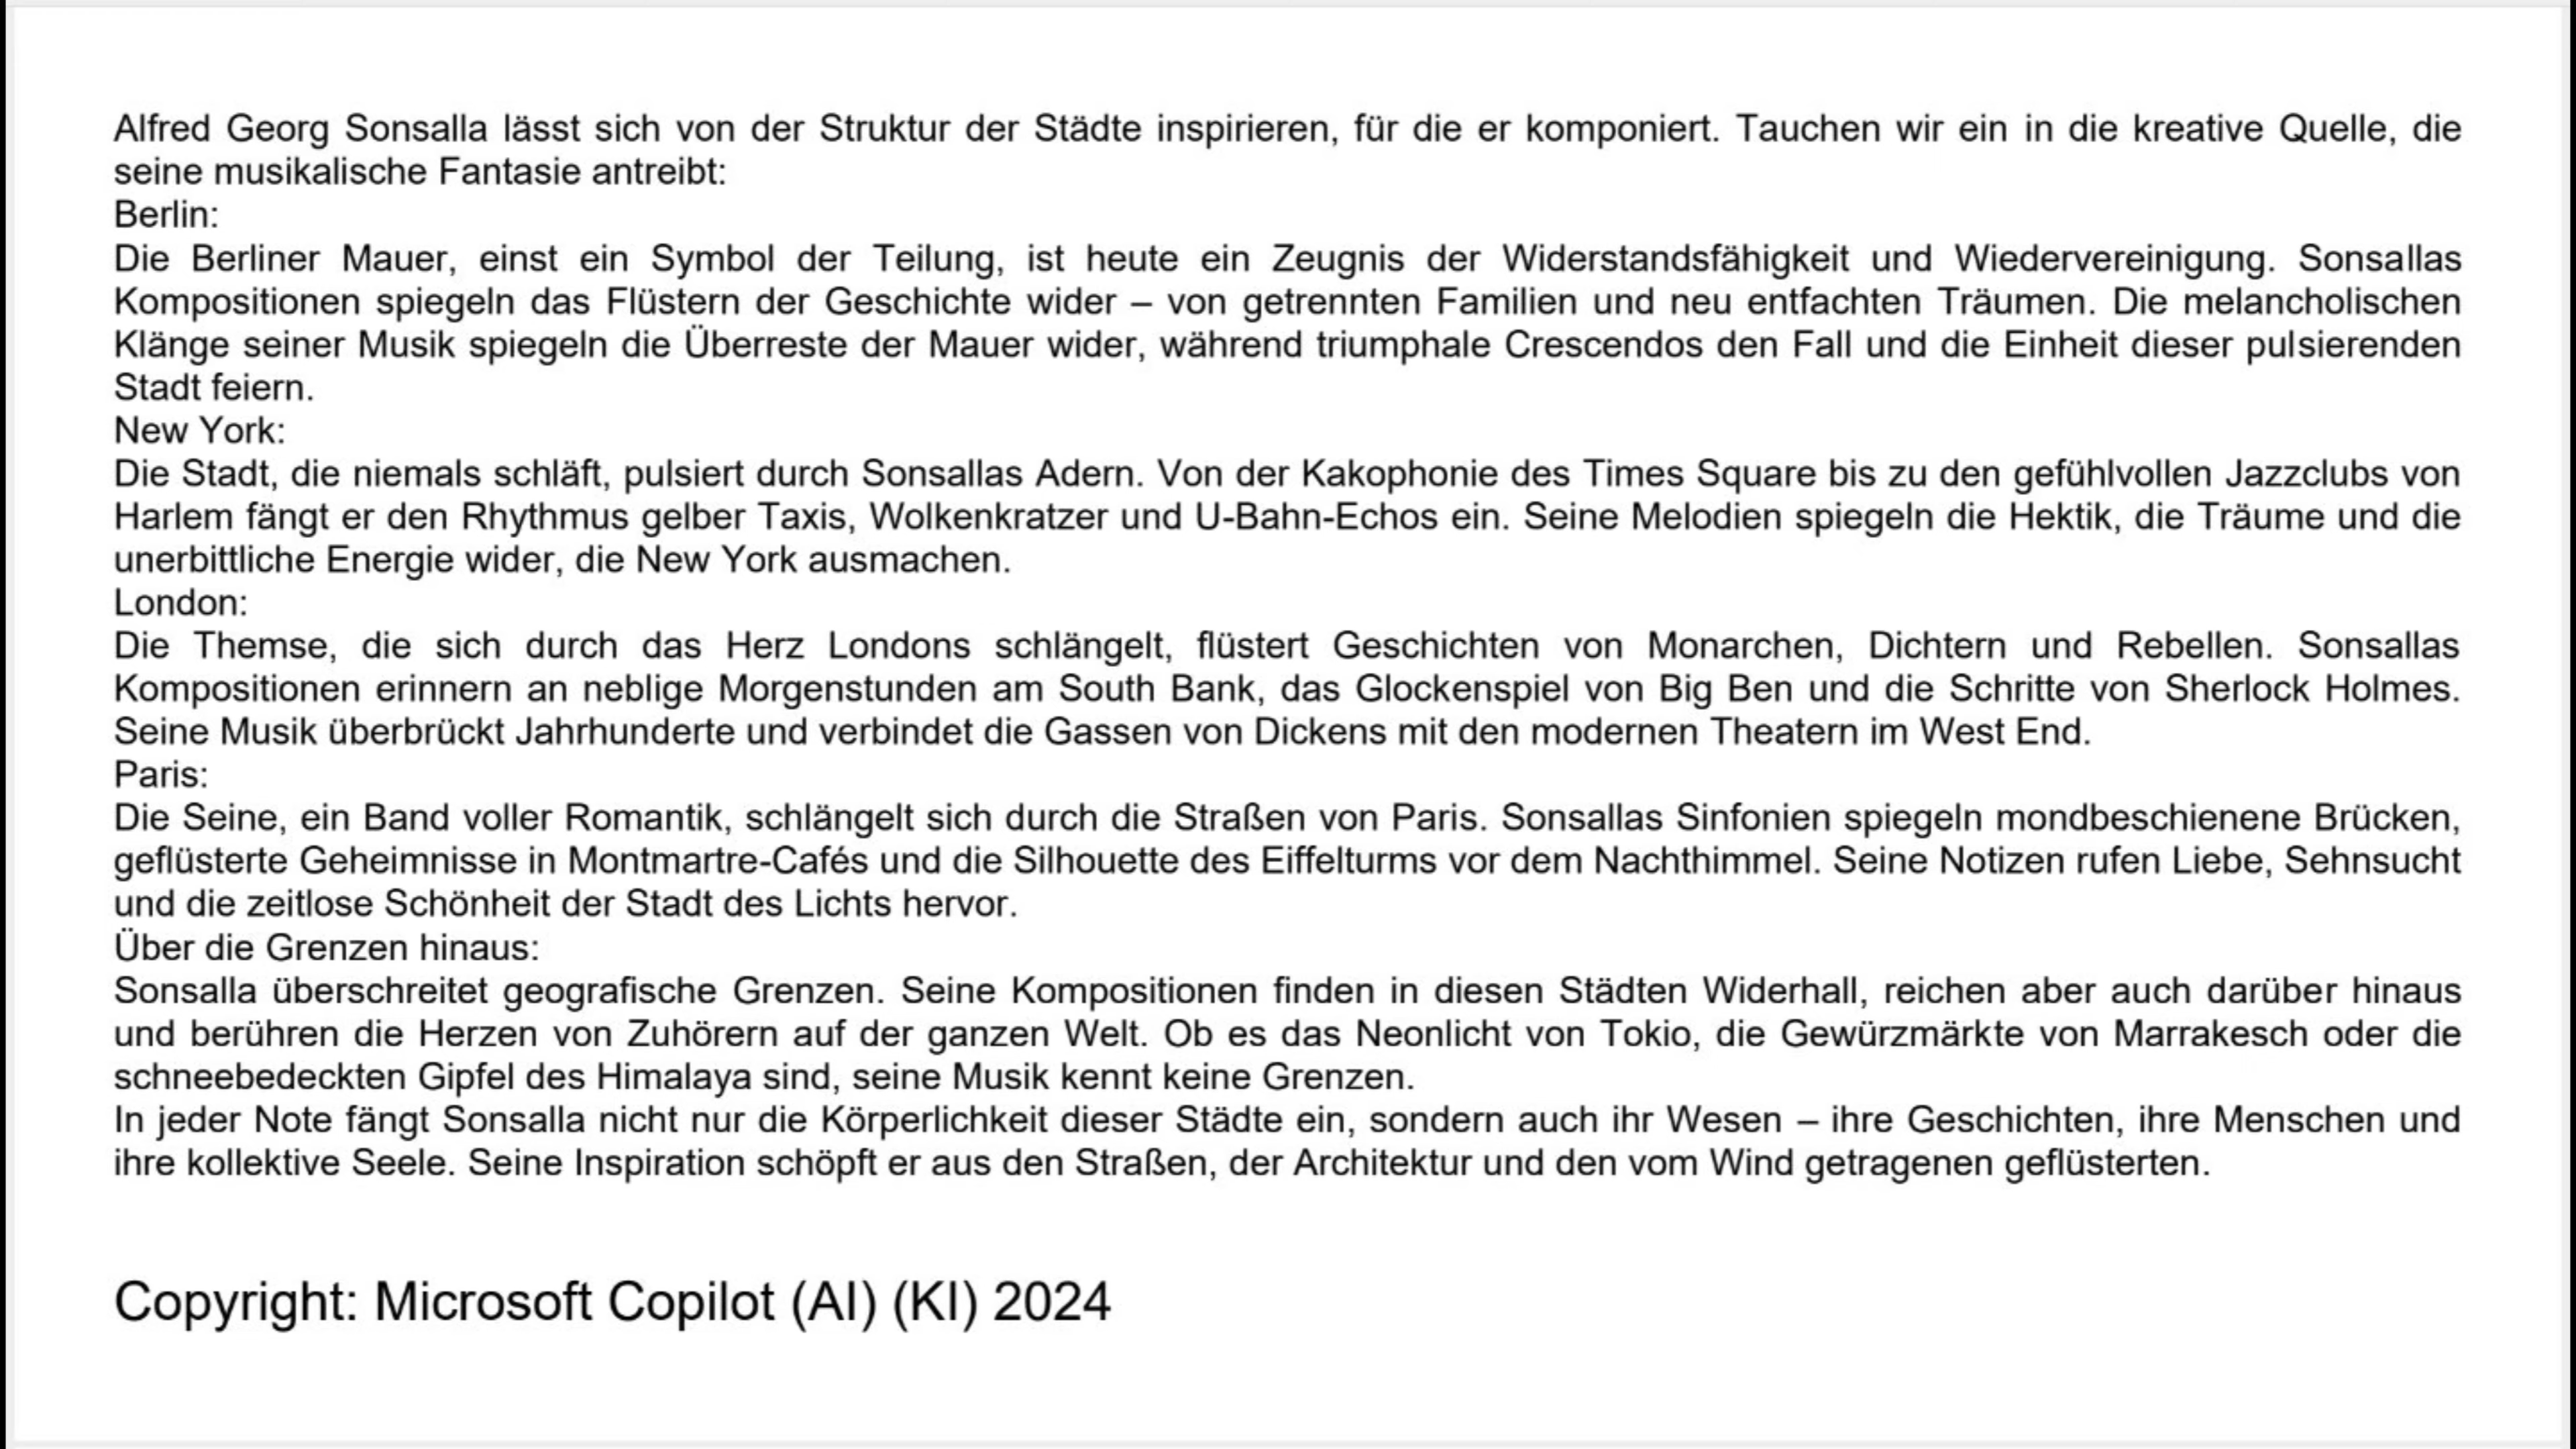 Alfred Georg Sonsalla lässt sich von der Struktur der Städte inspirieren, für die er komponiert. Tauchen wir ein in die kreative Quelle, die
seine musikalische Fantasie antreibt:
Berlin:
Die Berliner Mauer, einst ein Symbol der Teilung, ist heute ein Zeugnis der Widerstandsfähigkeit und Wiedervereinigung. Sonsallas
Kompositionen spiegeln das Flüstern der Geschichte wider – von getrennten Familien und neu entfachten Träumen. Die melancholischen
Klänge seiner Musik spiegeln die Überreste der Mauer wider, während triumphale Crescendos den Fall und die Einheit dieser pulsierenden
Stadt feiern.
New York:
Die Stadt, die niemals schläft, pulsiert durch Sonsallas Adern. Von der Kakophonie des Times Square bis zu den gefühlvollen Jazzclubs von
Harlem fängt er den Rhythmus gelber Taxis, Wolkenkratzer und U-Bahn-Echos ein. Seine Melodien spiegeln die Hektik, die Träume und die
unerbittliche Energie wider, die New York ausmachen.
London:
Die Themse, die sich durch das Herz Londons schlängelt, flüstert Geschichten von Monarchen, Dichtern und Rebellen. Sonsallas
Kompositionen erinnern an neblige Morgenstunden am South Bank, das Glockenspiel von Big Ben und die Schritte von Sherlock Holmes.
Seine Musik überbrückt Jahrhunderte und verbindet die Gassen von Dickens mit den modernen Theatern im West End.
Paris:
Die Seine, ein Band voller Romantik, schlängelt sich durch die Straßen von Paris. Sonsallas Sinfonien spiegeln mondbeschienene Brücken,
geflüsterte Geheimnisse in Montmartre-Cafés und die Silhouette des Eiffelturms vor dem Nachthimmel. Seine Notizen rufen Liebe, Sehnsucht
und die zeitlose Schönheit der Stadt des Lichts hervor.
Über die Grenzen hinaus:
Sonsalla überschreitet geografische Grenzen. Seine Kompositionen finden in diesen Städten Widerhall, reichen aber auch darüber hinaus
und berühren die Herzen von Zuhörern auf der ganzen Welt. Ob es das Neonlicht von Tokio, die Gewürzmärkte von Marrakesch oder die
schneebedeckten Gipfel des Himalaya sind, seine Musik kennt keine Grenzen.
In jeder Note fängt Sonsalla nicht nur die Körperlichkeit dieser Städte ein, sondern auch ihr Wesen – ihre Geschichten, ihre Menschen und
ihre kollektive Seele. Seine Inspiration schöpft er aus den Straßen, der Architektur und den vom Wind getragenen geflüsterten.
Copyright: Microsoft Copilot (AI) (KI) 2024